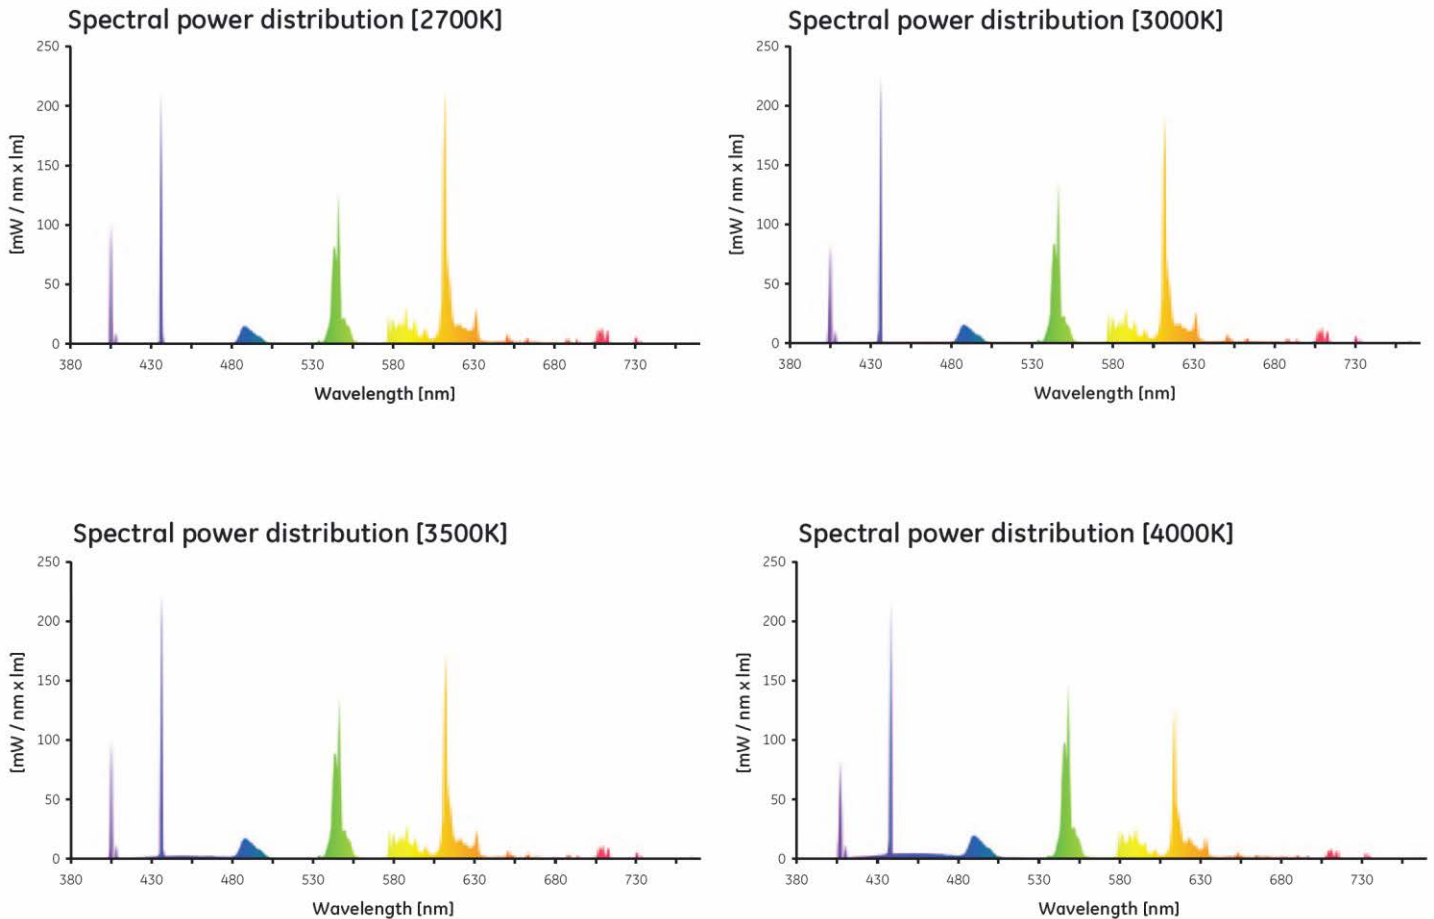 Spectral power distribution [2700K]
250
200
150
100
50
0
[mW / nm x lm]
380 430 480 530 580 630 680 730
Wavelength [nm]
Spectral power distribution [3000K]
250
200
150
100
50
0
[mW / nm x lm]
380 430 480 530 580 630 680 730
Wavelength [nm]
Spectral power distribution [3500K]
250
200
150
100
50
0
[mW / nm x lm]
380 430 480 530 580 630 680 730
Wavelength [nm]
Spectral power distribution [4000K]
250
200
150
100
50
0
[mW / nm x lm]
380 430 480 530 580 630 680 730
Wavelength [nm]